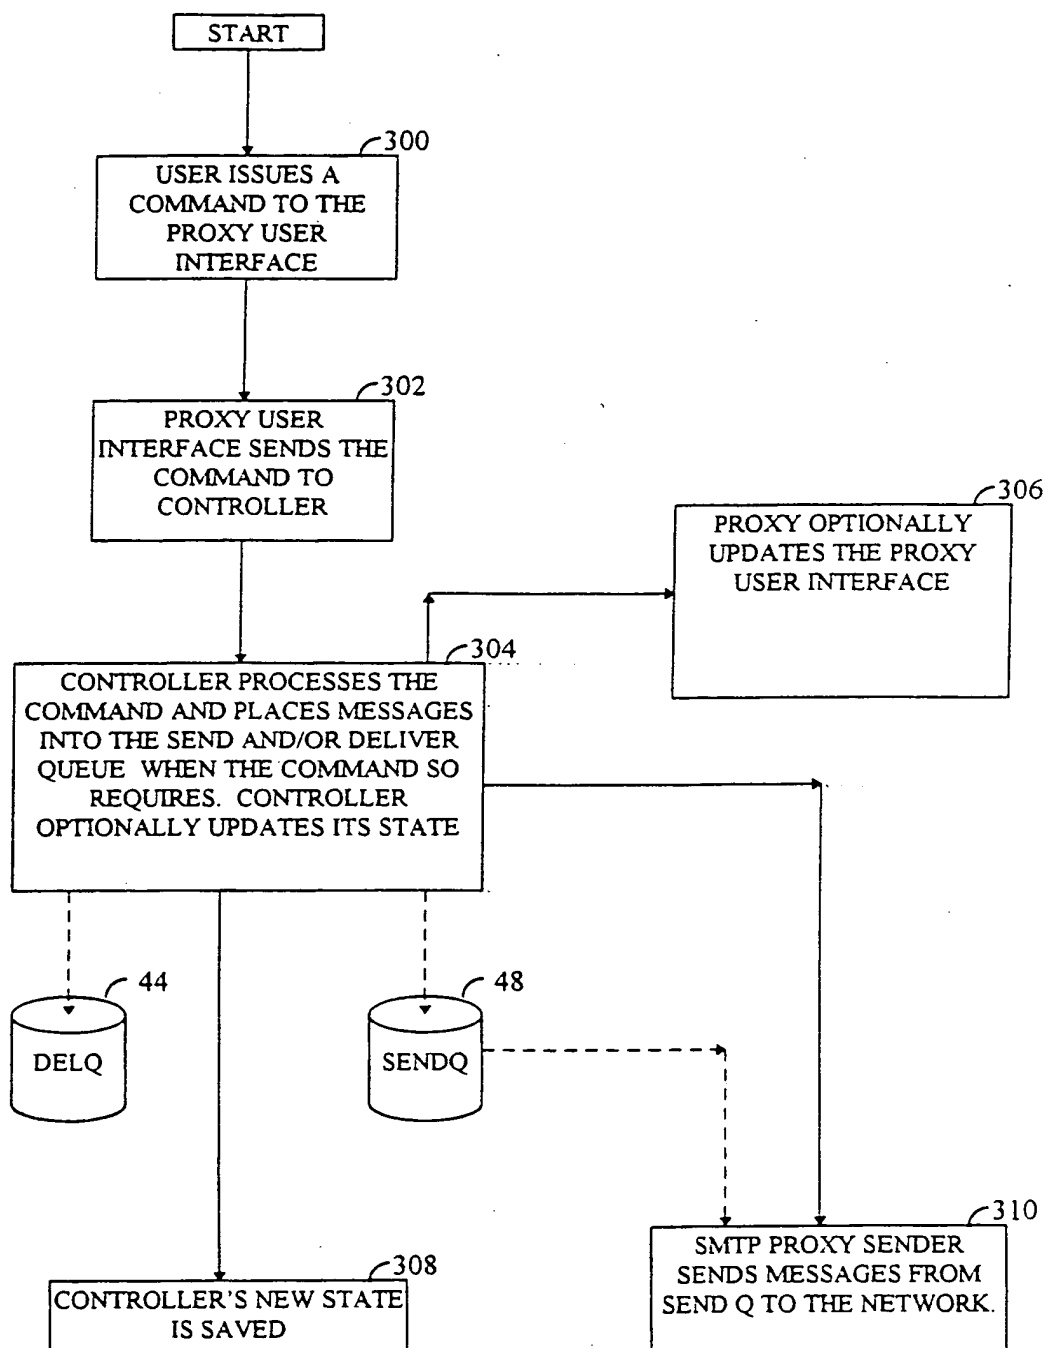 START
300
USER ISSUES A
COMMAND TO THE
PROXY USER
INTERFACE
302
PROXY USER
INTERFACE SENDS THE
COMMAND TO
CONTROLLER
306
PROXY OPTIONALLY
UPDATES THE PROXY
USER INTERFACE
304
CONTROLLER PROCESSES THE
COMMAND AND PLACES MESSAGES
INTO THE SEND AND/OR DELIVER
QUEUE WHEN THE COMMAND SO
REQUIRES. CONTROLLER
OPTIONALLY UPDATES ITS STATE
44
DELQ
48
SENDQ
310
SMTP PROXY SENDER
SENDS MESSAGES FROM
SEND Q TO THE NETWORK.
308
CONTROLLER'S NEW STATE
IS SAVED